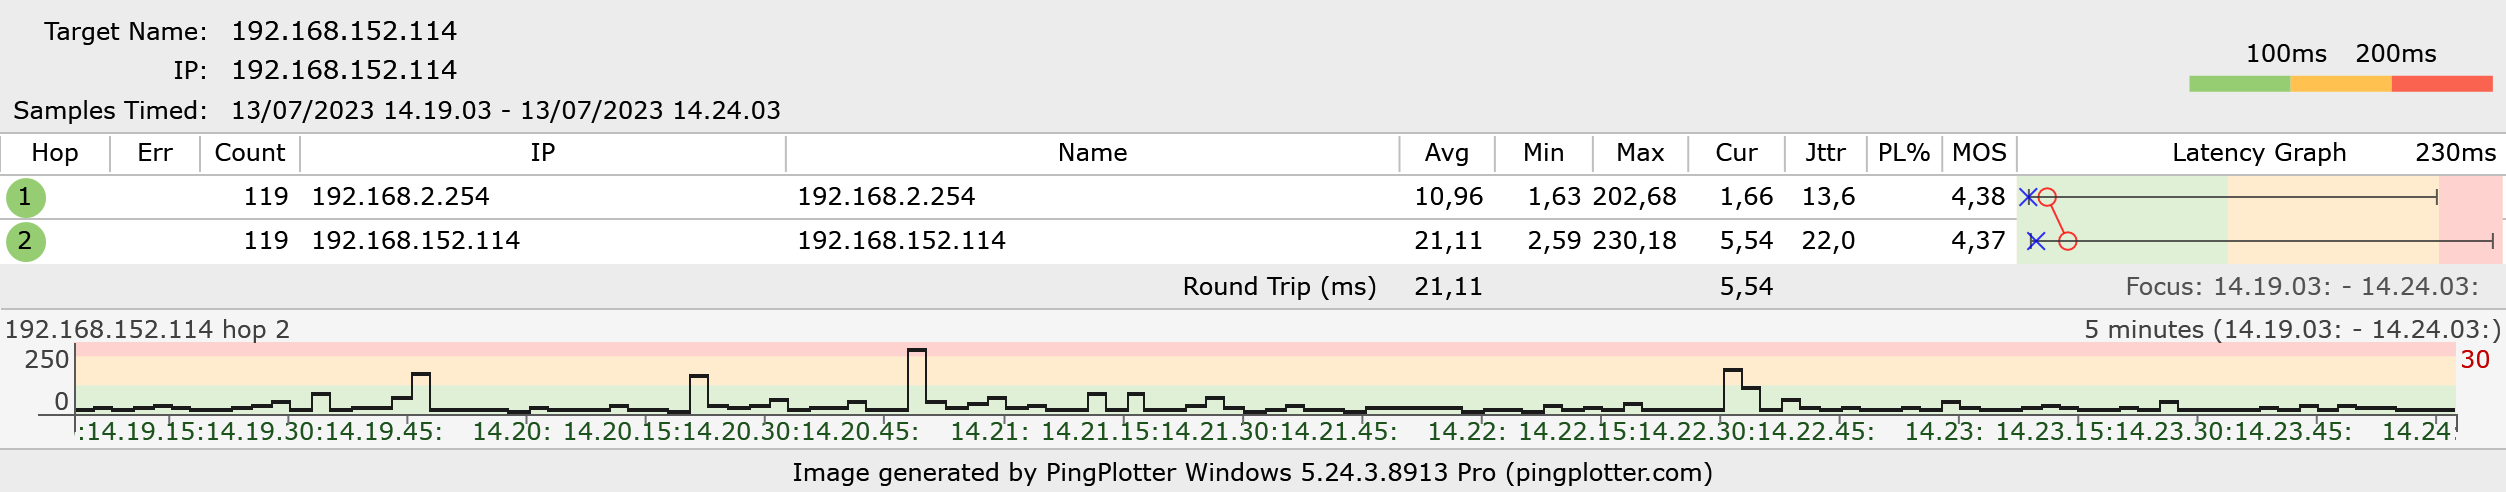 Target Name: 192.168.152.114
IP: 192.168.152.114
Samples Timed: 13/07/2023 14.19.03 - 13/07/2023 14.24.03
100ms 200ms
Hop Err Count IP Name Avg Min Max Cur Jttr PL% MOS Latency Graph 230ms
1 119 192.168.2.254 192.168.2.254 10,96 1,63 202,68 1,66 13,6 4,38
2 119 192.168.152.114 192.168.152.114 21,11 2,59 230,18 5,54 22,0 4,37
Round Trip (ms) 21,11 5,54 Focus: 14.19.03: - 14.24.03:
192.168.152.114 hop 2 5 minutes (14.19.03: - 14.24.03:)
250 30
0
:14.19.15:14.19.30:14.19.45: 14.20: 14.20.15:14.20.30:14.20.45: 14.21: 14.21.15:14.21.30:14.21.45: 14.22: 14.22.15:14.22.30:14.22.45: 14.23: 14.23.15:14.23.30:14.23.45: 14.24:
Image generated by PingPlotter Windows 5.24.3.8913 Pro (pingplotter.com)